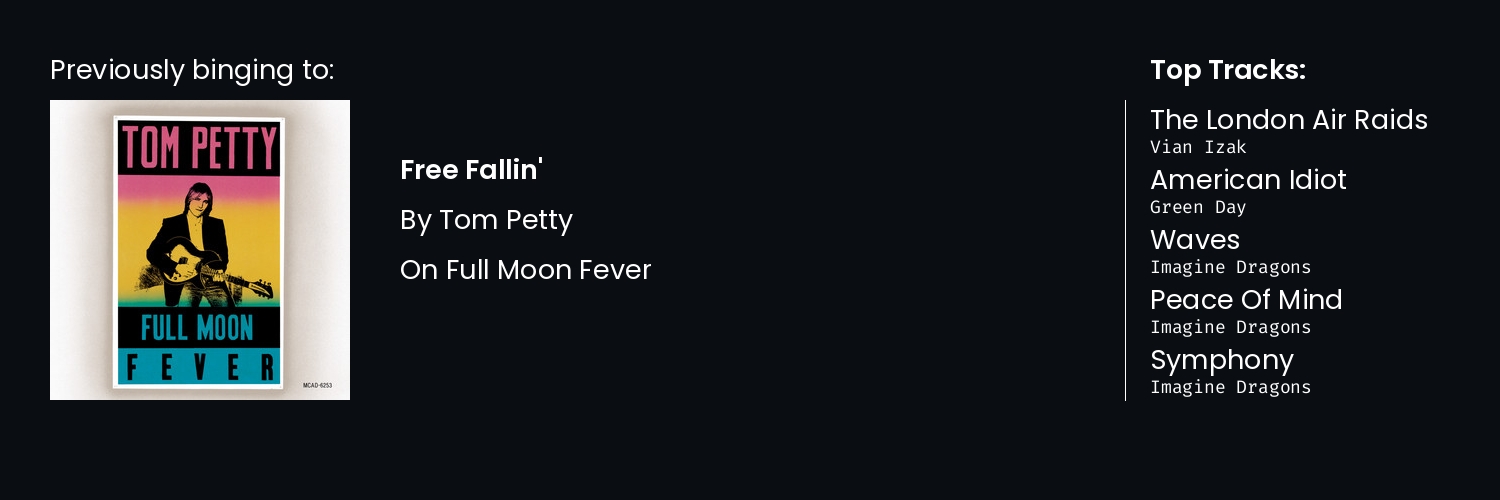 Previously binging to:
TOM PETTY
FULL MOON
FEVER
MCAD-6253
Free Fallin'
By Tom Petty
On Full Moon Fever
Top Tracks:
The London Air Raids
Vian Izak
American Idiot
Green Day
Waves
Imagine Dragons
Peace Of Mind
Imagine Dragons
Symphony
Imagine Dragons